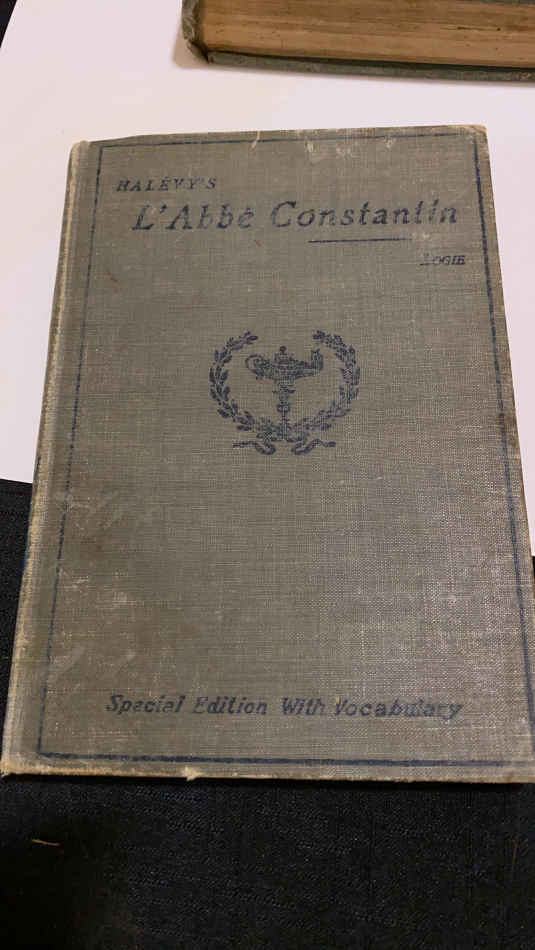 HALÉVY'S
L'Abbé Constantin
LOGIE
Special Edition With Vocabulary